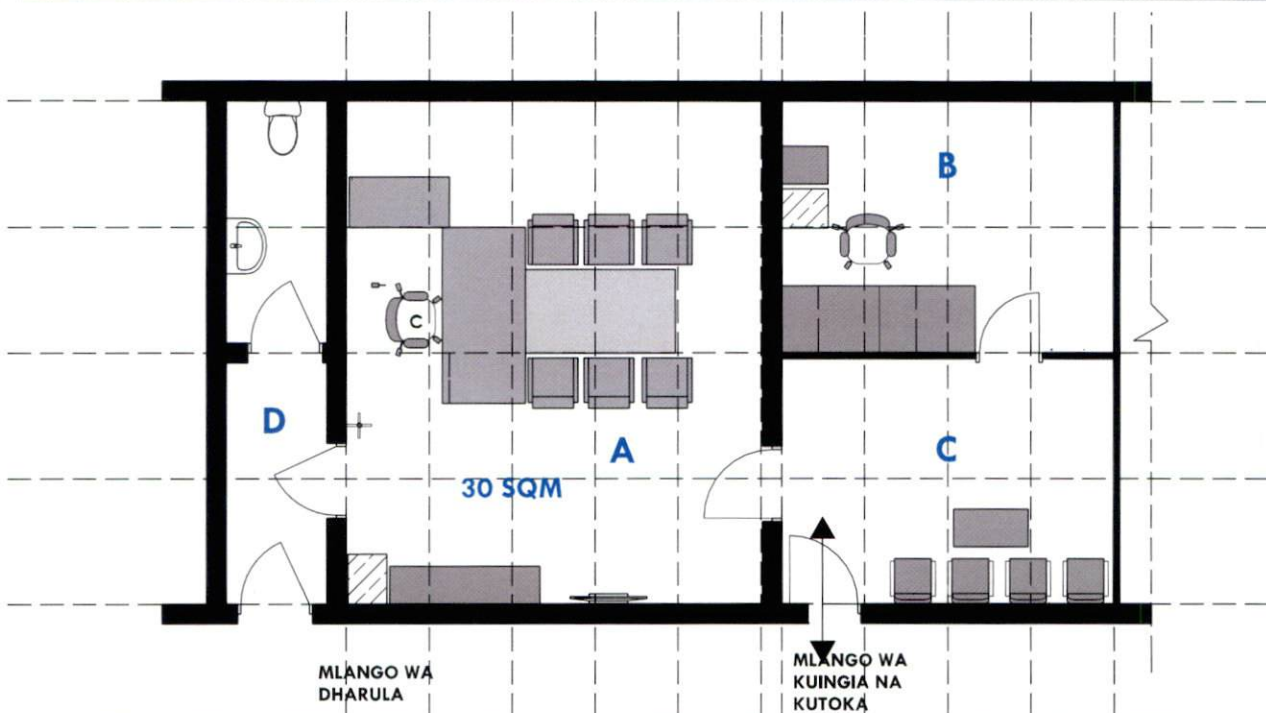 B
C
D
A
C
30 SQM
MLANGO WA
DHARULA
MLANGO WA
KUINGIA NA
KUTOKA